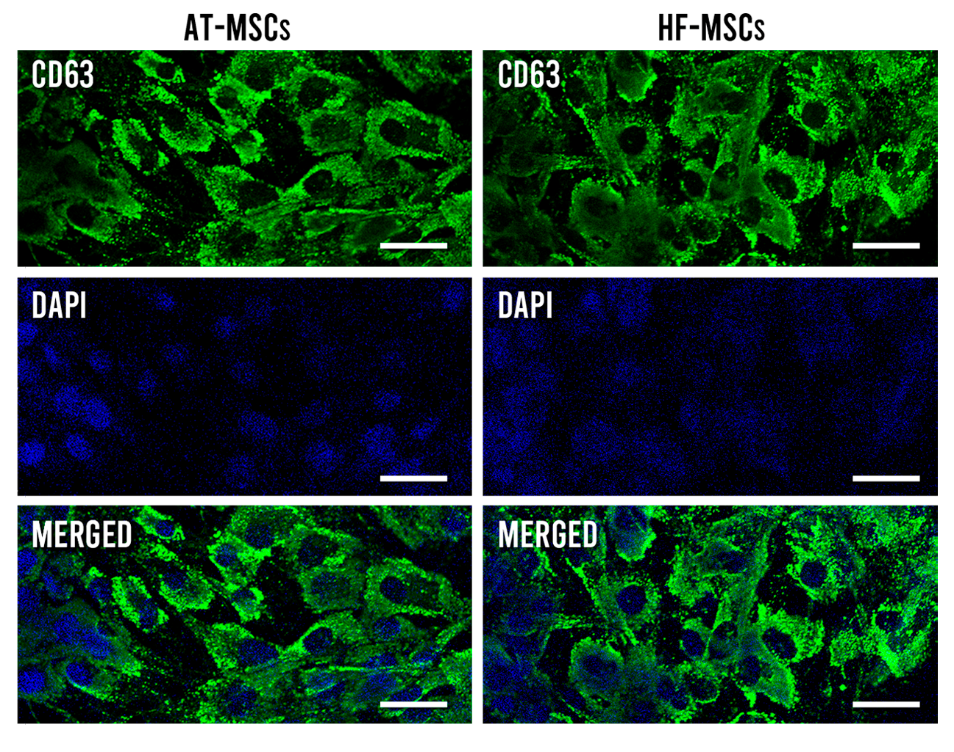 AT-MSCs
HF-MSCs
CD63
CD63
DAPI
DAPI
MERGED
MERGED